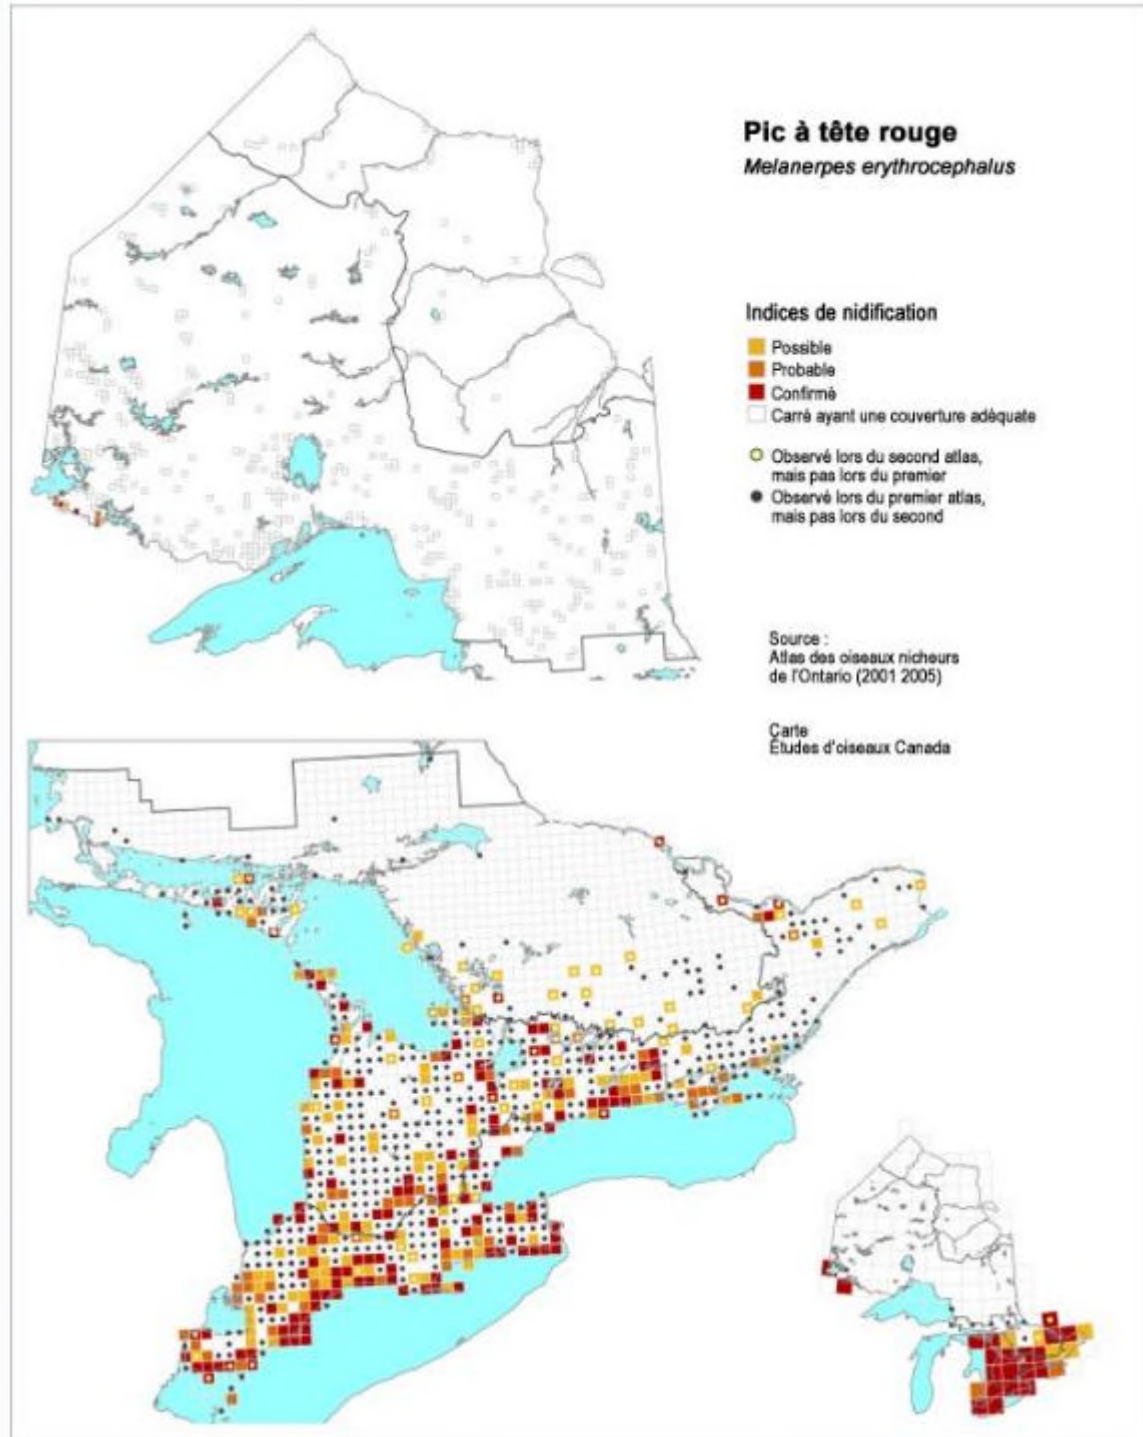 Pic à tête rouge
Melanerpes erythrocephalus
Indices de nidification
Possible
Probable
Confirmé
Carré ayant une couverture adéquate
Observé lors du second atlas,
mais pas lors du premier
Observé lors du premier atlas,
mais pas lors du second
Source :
Atlas des oiseaux nicheurs
de l'Ontario (2001 2005)
Carte
Études d'oiseaux Canada